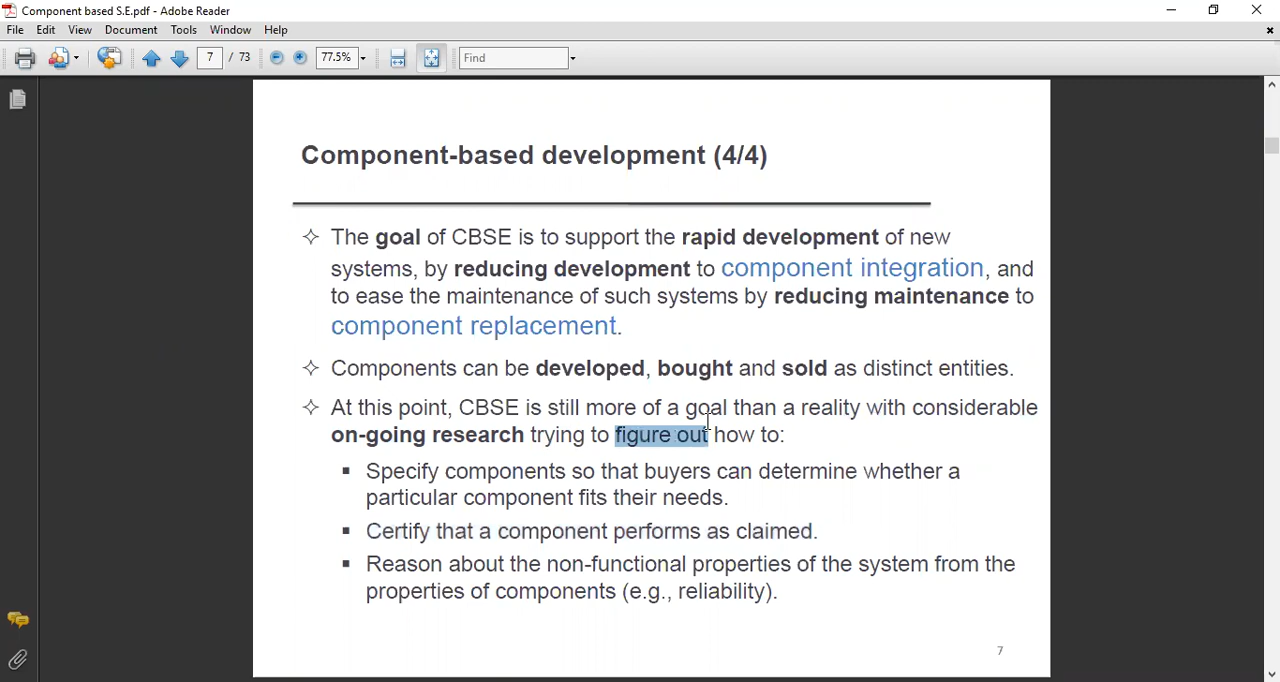 Component based S.E.pdf - Adobe Reader
File Edit View Document Tools Window Help
7 / 73 77.5% Find
Component-based development (4/4)
The goal of CBSE is to support the rapid development of new
systems, by reducing development to component integration, and
to ease the maintenance of such systems by reducing maintenance to
component replacement.
Components can be developed, bought and sold as distinct entities.
At this point, CBSE is still more of a goal than a reality with considerable
on-going research trying to figure out how to:
Specify components so that buyers can determine whether a
particular component fits their needs.
Certify that a component performs as claimed.
Reason about the non-functional properties of the system from the
properties of components (e.g., reliability).
7